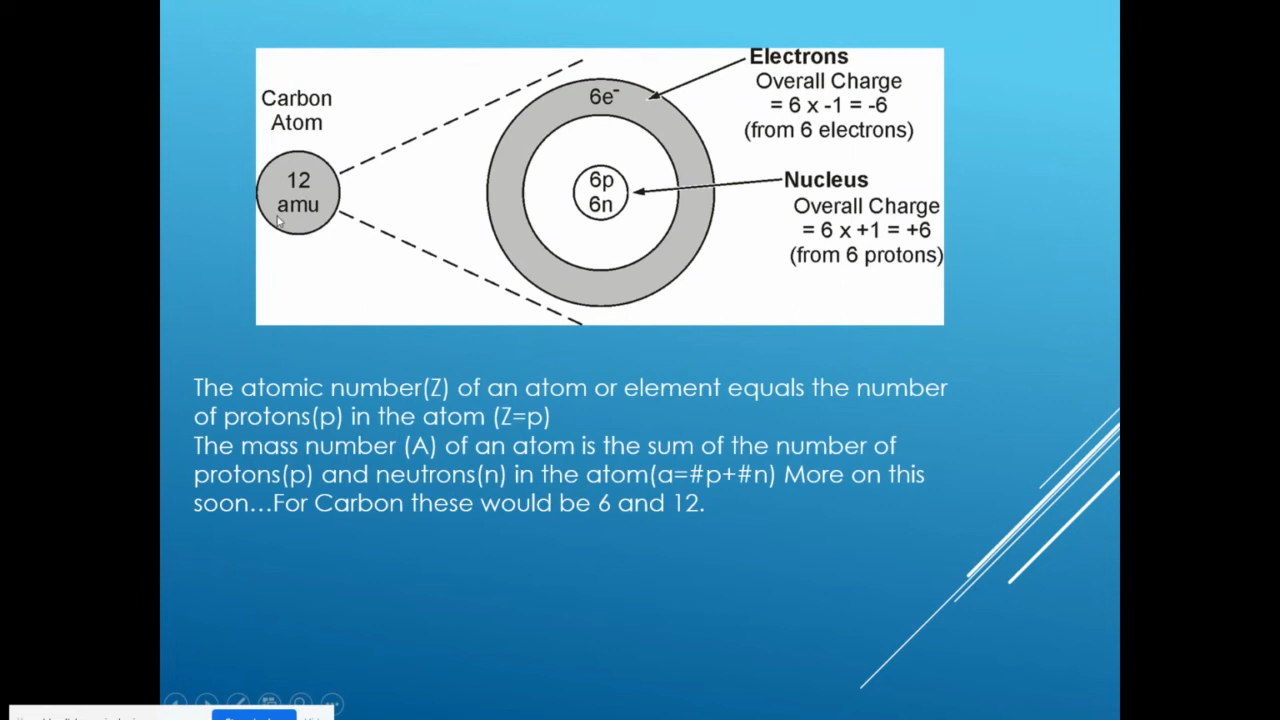 Electrons
Overall Charge
= 6 x -1 = -6
(from 6 electrons)
Carbon
Atom
12
amu
6e-
6p
6n
Nucleus
Overall Charge
= 6 x +1 = +6
(from 6 protons)
The atomic number(Z) of an atom or element equals the number
of protons(p) in the atom (Z=p)
The mass number (A) of an atom is the sum of the number of
protons(p) and neutrons(n) in the atom(a=#p+#n) More on this
soon...For Carbon these would be 6 and 12.